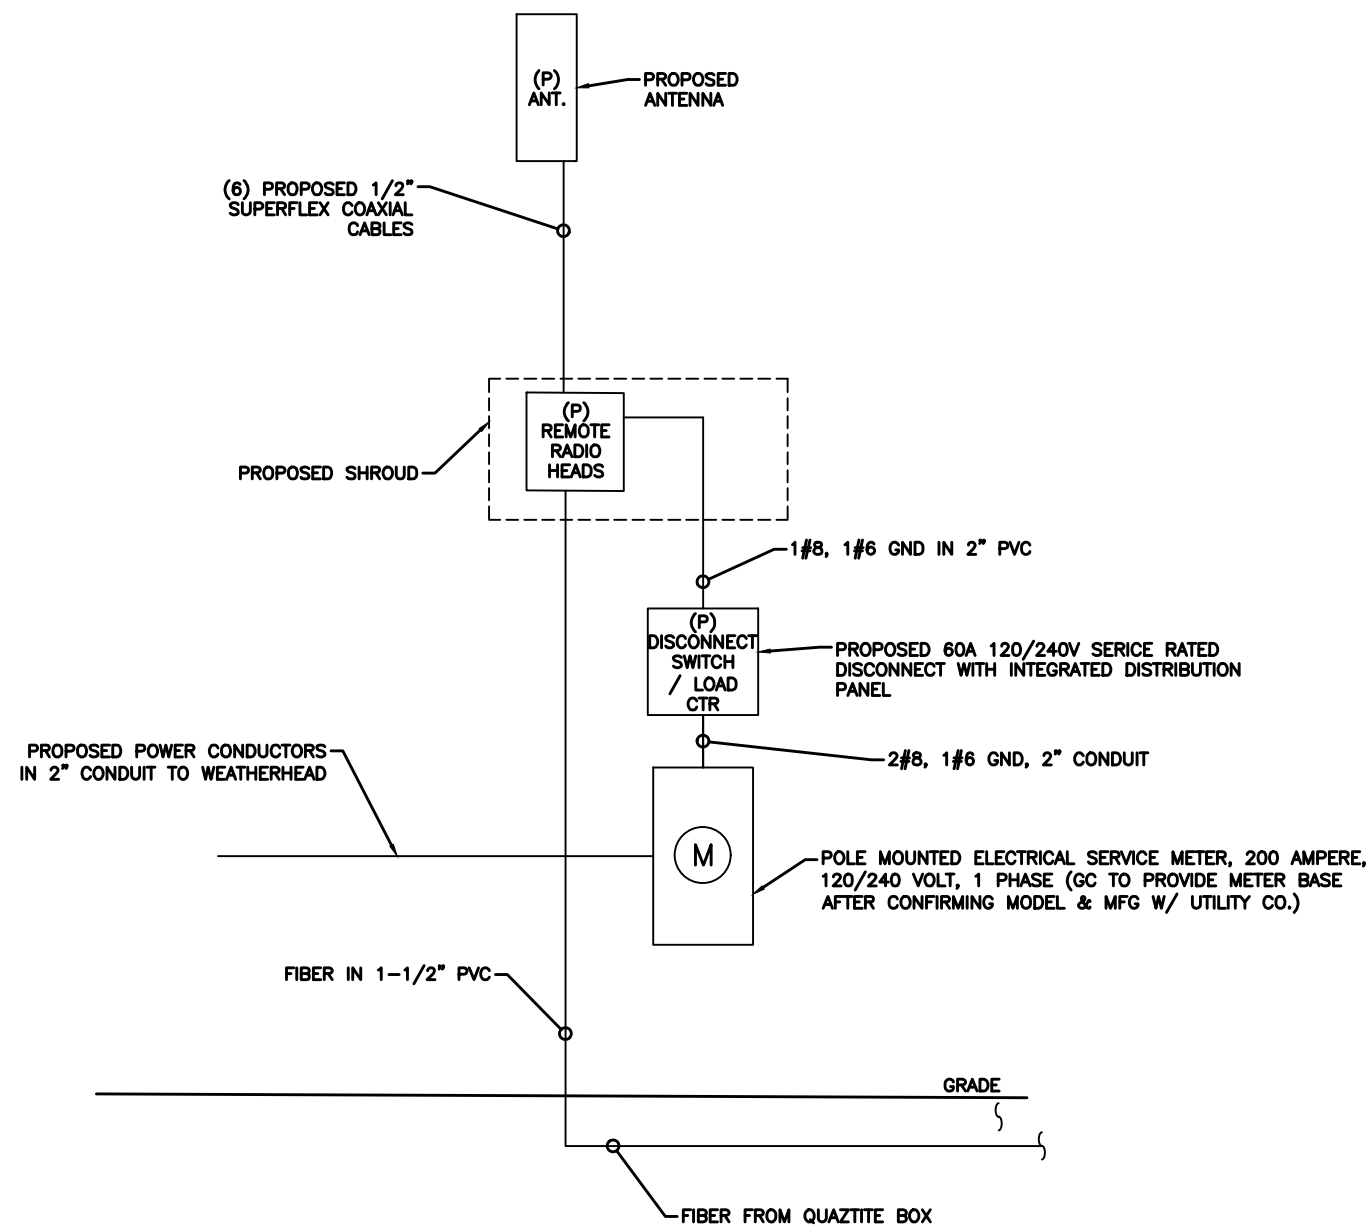 (P)
ANT.
PROPOSED
ANTENNA
(6) PROPOSED 1/2"
SUPERFLEX COAXIAL
CABLES
(P)
REMOTE
RADIO
HEADS
PROPOSED SHROUD
1#8, 1#6 GND IN 2" PVC
(P)
DISCONNECT
SWITCH
/ LOAD
CTR
PROPOSED 60A 120/240V SERICE RATED
DISCONNECT WITH INTEGRATED DISTRIBUTION
PANEL
PROPOSED POWER CONDUCTORS
IN 2" CONDUIT TO WEATHERHEAD
2#8, 1#6 GND, 2" CONDUIT
M
POLE MOUNTED ELECTRICAL SERVICE METER, 200 AMPERE,
120/240 VOLT, 1 PHASE (GC TO PROVIDE METER BASE
AFTER CONFIRMING MODEL & MFG W/ UTILITY CO.)
FIBER IN 1-1/2" PVC
GRADE
FIBER FROM QUAZTITE BOX